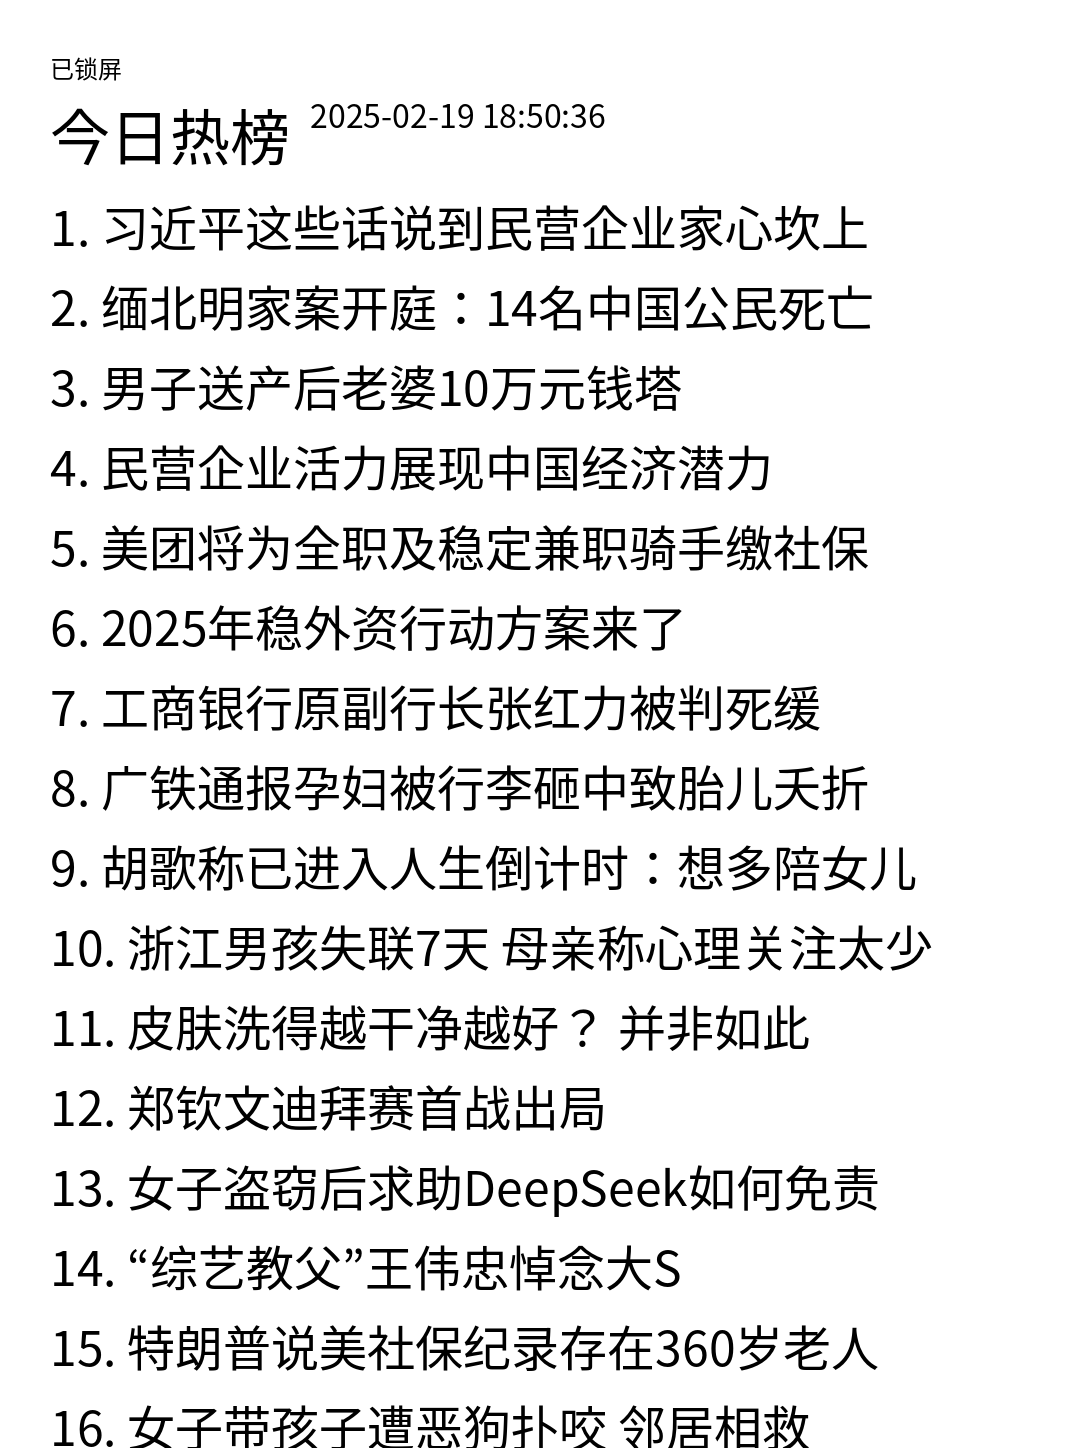 已锁屏
今日热榜 2025-02-19 18:50:36
1. 习近平这些话说到民营企业家心坎上
2. 缅北明家案开庭：14名中国公民死亡
3. 男子送产后老婆10万元钱塔
4. 民营企业活力展现中国经济潜力
5. 美团将为全职及稳定兼职骑手缴社保
6. 2025年稳外资行动方案来了
7. 工商银行原副行长张红力被判死缓
8. 广铁通报孕妇被行李砸中致胎儿夭折
9. 胡歌称已进入人生倒计时：想多陪女儿
10. 浙江男孩失联7天 母亲称心理关注太少
11. 皮肤洗得越干净越好？ 并非如此
12. 郑钦文迪拜赛首战出局
13. 女子盗窃后求助DeepSeek如何免责
14. “综艺教父”王伟忠悼念大S
15. 特朗普说美社保纪录存在360岁老人
16. 女子带孩子遭恶狗扑咬 邻居相救